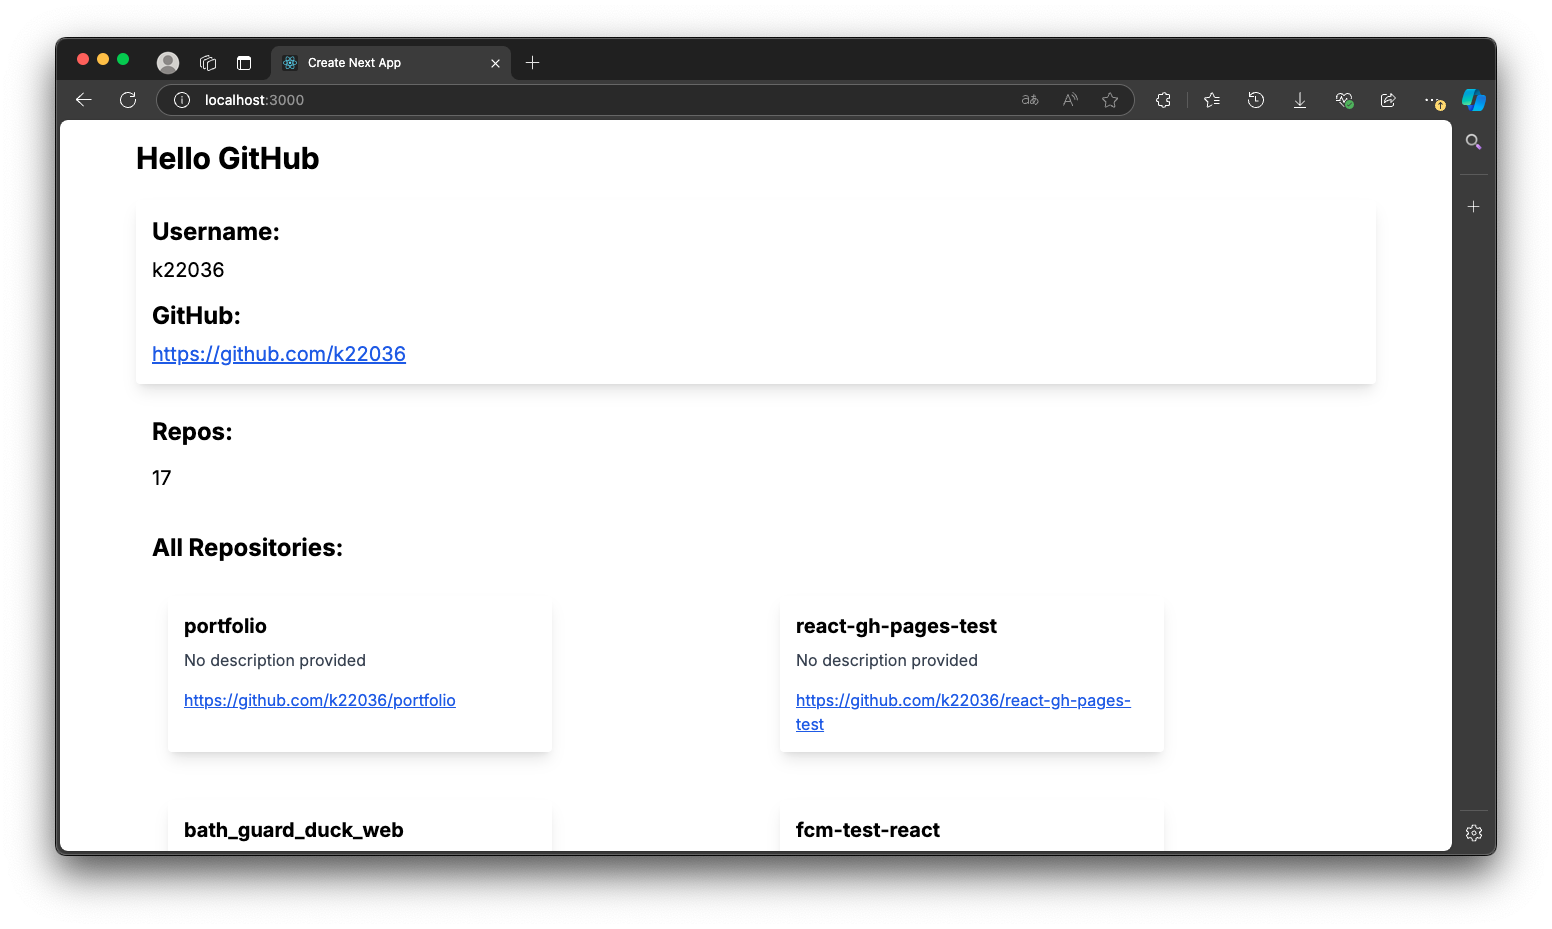 Create Next App
localhost:3000
aあ
Hello GitHub
Username:
k22036
GitHub:
https://github.com/k22036
Repos:
17
All Repositories:
portfolio
No description provided
https://github.com/k22036/portfolio
react-gh-pages-test
No description provided
https://github.com/k22036/react-gh-pages-
test
bath_guard_duck_web
fcm-test-react